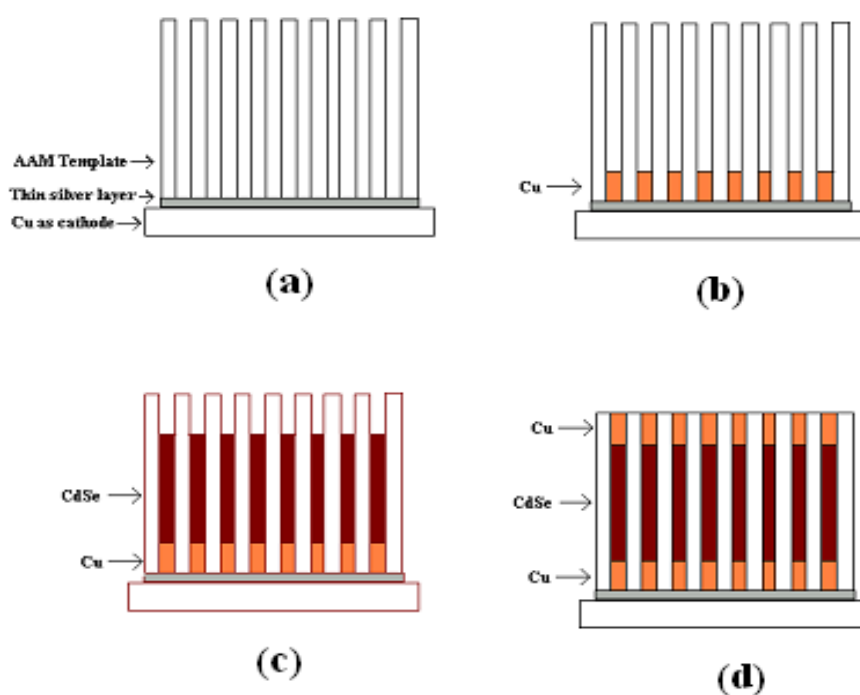 AAM Template
Thin silver layer
Cu as cathode
(a)
Cu
(b)
CdSe
Cu
(c)
Cu
CdSe
Cu
(d)